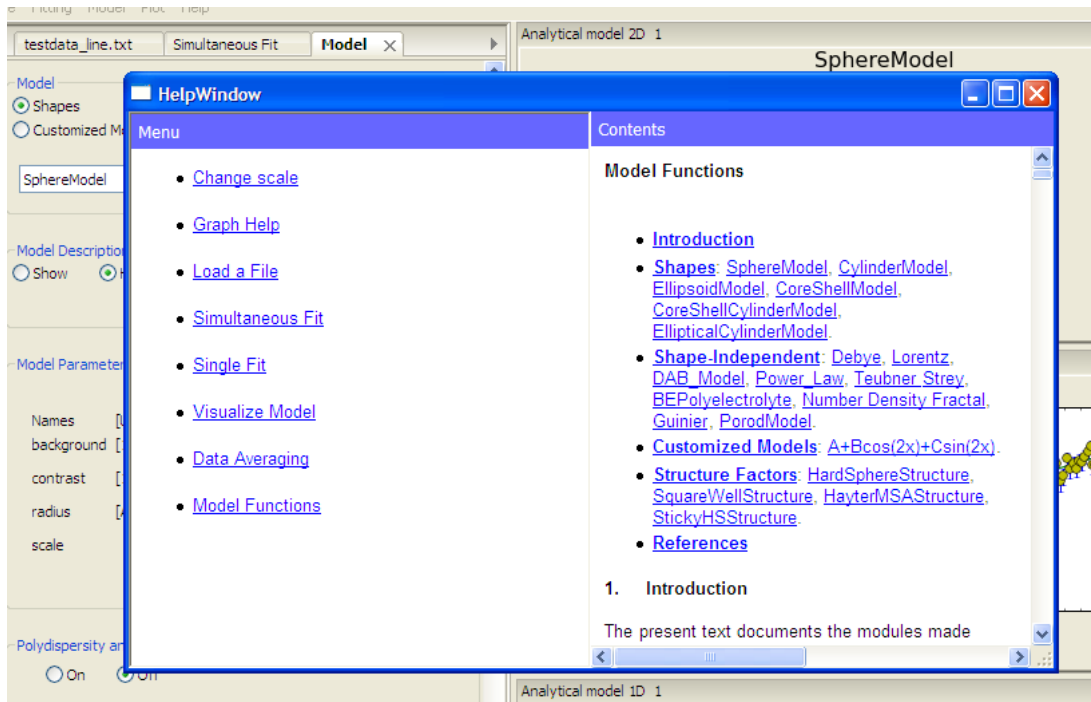 Fitting Model Plot Help
testdata_line.txt Simultaneous Fit Model
Analytical model 2D 1
SphereModel
Model
Shapes
Customized
SphereModel
Model Description
Show
Model Parameter
Names
background
contrast
radius
scale
Polydispersity
On Off
HelpWindow
Menu
Change scale
Graph Help
Load a File
Simultaneous Fit
Single Fit
Visualize Model
Data Averaging
Model Functions
Contents
Model Functions
Introduction
Shapes: SphereModel, CylinderModel,
EllipsoidModel, CoreShellModel,
CoreShellCylinderModel,
EllipticalCylinderModel.
Shape-Independent: Debye, Lorentz,
DAB_Model, Power_Law, Teubner Strey,
BEPolyelectrolyte, Number Density Fractal,
Guinier, PorodModel.
Customized Models: A+Bcos(2x)+Csin(2x).
Structure Factors: HardSphereStructure,
SquareWellStructure, HayterMSAStructure,
StickyHSStructure.
References
1. Introduction
The present text documents the modules made
Analytical model 1D 1